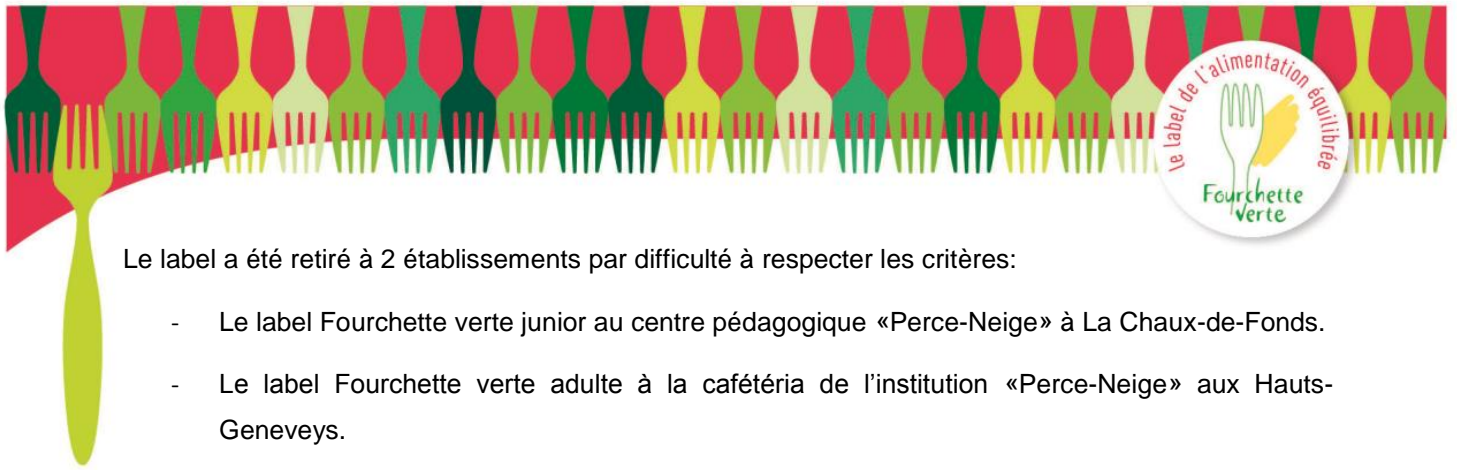 Le label de l'alimentation équilibrée
Fourchette
verte
Le label a été retiré à 2 établissements par difficulté à respecter les critères:
- Le label Fourchette verte junior au centre pédagogique «Perce-Neige» à La Chaux-de-Fonds.
- Le label Fourchette verte adulte à la cafétéria de l’institution «Perce-Neige» aux Hauts-
Geneveys.